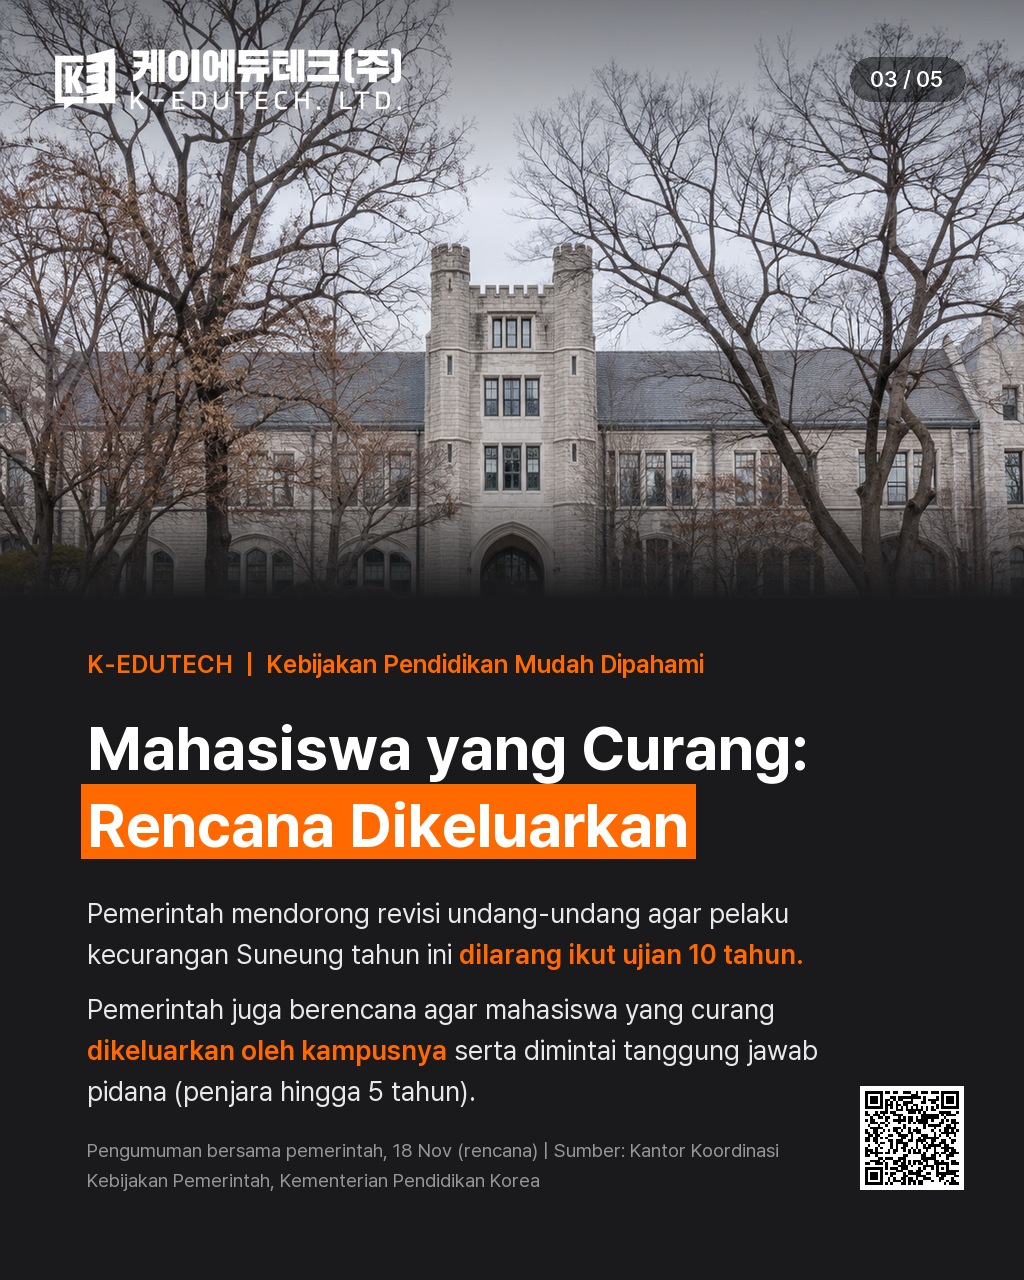 케이에듀테크(주)
K-EDUTECH. LTD.
03 / 05
K-EDUTECH | Kebijakan Pendidikan Mudah Dipahami
Mahasiswa yang Curang:
Rencana Dikeluarkan
Pemerintah mendorong revisi undang-undang agar pelaku
kecurangan Suneung tahun ini dilarang ikut ujian 10 tahun.
Pemerintah juga berencana agar mahasiswa yang curang
dikeluarkan oleh kampusnya serta dimintai tanggung jawab
pidana (penjara hingga 5 tahun).
Pengumuman bersama pemerintah, 18 Nov (rencana) | Sumber: Kantor Koordinasi
Kebijakan Pemerintah, Kementerian Pendidikan Korea